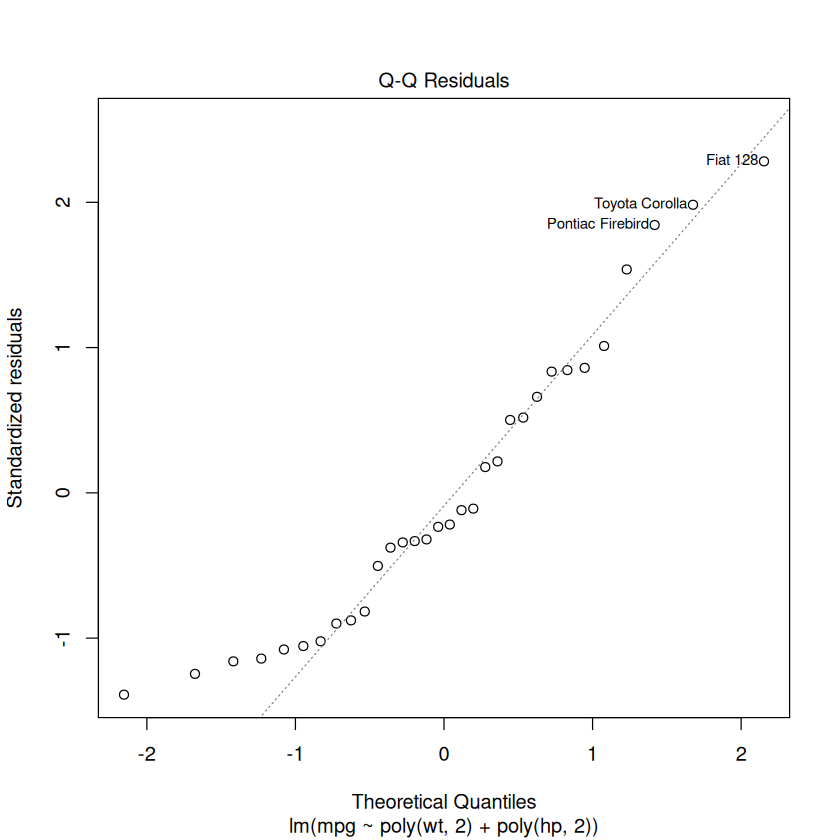 Q-Q Residuals
Fiat 128
Toyota Corolla
Pontiac Firebird
Standardized residuals
2
1
0
-1
-2
-1
0
1
2
Theoretical Quantiles
lm(mpg ~ poly(wt, 2) + poly(hp, 2))